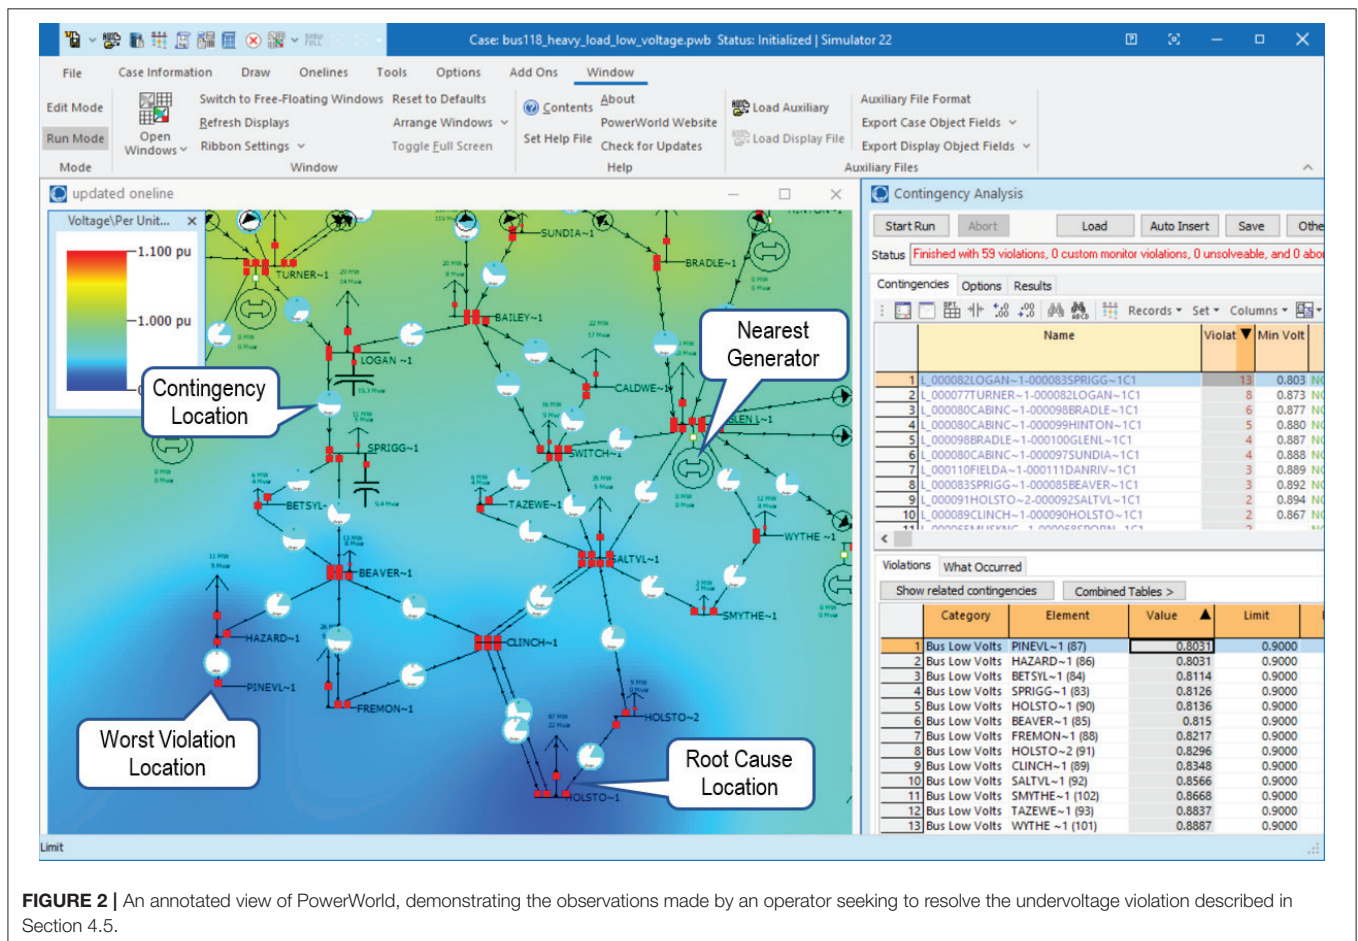 SHOW
FULL
Case: bus118_heavy_load_low_voltage.pwb Status: Initialized | Simulator 22
File Case Information Draw Onelines Tools Options Add Ons Window
Edit Mode
Run Mode
Mode
Open
Windows
Switch to Free-Floating Windows
Refresh Displays
Ribbon Settings
Reset to Defaults
Arrange Windows
Toggle Full Screen
Window
Contents
Set Help File
About
PowerWorld Website
Check for Updates
Help
Load Auxiliary
Load Display File
Auxiliary File Format
Export Case Object Fields
Export Display Object Fields
Auxiliary Files
updated oneline
Voltage\Per Unit...
1.100 pu
1.000 pu
TURNER~1
SUNDIA~1
BRADLE~1
BAILEY~1
LOGAN ~1
CALDWE~1
SPRIGG~1
SWITCH~1
BETSYL~1
TAZEWE~1
WYTHE ~1
SALTVL~1
BEAVER~1
SMYTHE~1
HAZARD~1
CLINCH~1
PINEVL~1
FREMON~1
HOLSTO~2
HOLSTO~1
Contingency
Location
Nearest
Generator
Worst Violation
Location
Root Cause
Location
Contingency Analysis
Start Run Abort Load Auto Insert Save Othe
Status Finished with 59 violations, 0 custom monitor violations, 0 unsolveable, and 0 abor
Contingencies Options Results
Records Set Columns
Name Violat Min Volt
1 L_000082LOGAN~1-000083SPRIGG~1C1 13 0.803 NO
2 L_000077TURNER~1-000082LOGAN~1C1 8 0.873 NO
3 L_000080CABINC~1-000098BRADLE~1C1 6 0.877 NO
4 L_000080CABINC~1-000099HINTON~1C1 5 0.880 NO
5 L_000098BRADLE~1-000100GLENL~1C1 4 0.887 NO
6 L_000080CABINC~1-000097SUNDIA~1C1 4 0.888 NO
7 L_000110FIELDA~1-000111DANRIV~1C1 3 0.889 NO
8 L_000083SPRIGG~1-000085BEAVER~1C1 3 0.892 NO
9 L_000091HOLSTO~2-000092SALTVL~1C1 2 0.894 NO
10 L_000089CLINCH~1-000090HOLSTO~1C1 2 0.867 NO
Violations What Occurred
Show related contingencies Combined Tables >
Category Element Value Limit
1 Bus Low Volts PINEVL~1 (87) 0.8031 0.9000
2 Bus Low Volts HAZARD~1 (86) 0.8031 0.9000
3 Bus Low Volts BETSYL~1 (84) 0.8114 0.9000
4 Bus Low Volts SPRIGG~1 (83) 0.8126 0.9000
5 Bus Low Volts HOLSTO~1 (90) 0.8136 0.9000
6 Bus Low Volts BEAVER~1 (85) 0.815 0.9000
7 Bus Low Volts FREMON~1 (88) 0.8217 0.9000
8 Bus Low Volts HOLSTO~2 (91) 0.8296 0.9000
9 Bus Low Volts CLINCH~1 (89) 0.8348 0.9000
10 Bus Low Volts SALTVL~1 (92) 0.8566 0.9000
11 Bus Low Volts SMYTHE~1 (102) 0.8668 0.9000
12 Bus Low Volts TAZEWE~1 (93) 0.8837 0.9000
13 Bus Low Volts WYTHE ~1 (101) 0.8887 0.9000
Limit
FIGURE 2 | An annotated view of PowerWorld, demonstrating the observations made by an operator seeking to resolve the undervoltage violation described in
Section 4.5.